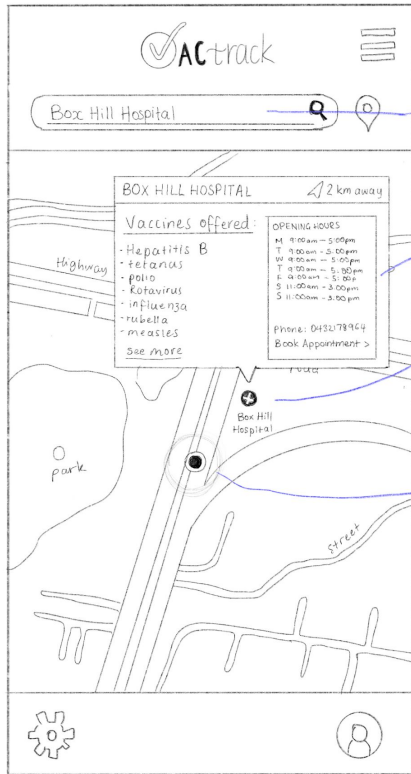 VACtrack
Box Hill Hospital
BOX HILL HOSPITAL
2 km away
Vaccines offered:
- Hepatitis B
- tetanus
- polio
- Rotavirus
- influenza
- rubella
- measles
see more
OPENING HOURS
M 9:00am - 5:00pm
T 9:00am - 5:00pm
W 9:00am - 5:00pm
T 9:00am - 5:00pm
F 9:00am - 5:00p
S 11:00am - 3:00pm
S 11:00am - 3:00pm
Phone: 0432178964
Book Appointment >
Highway
Box Hill
Hospital
park
street